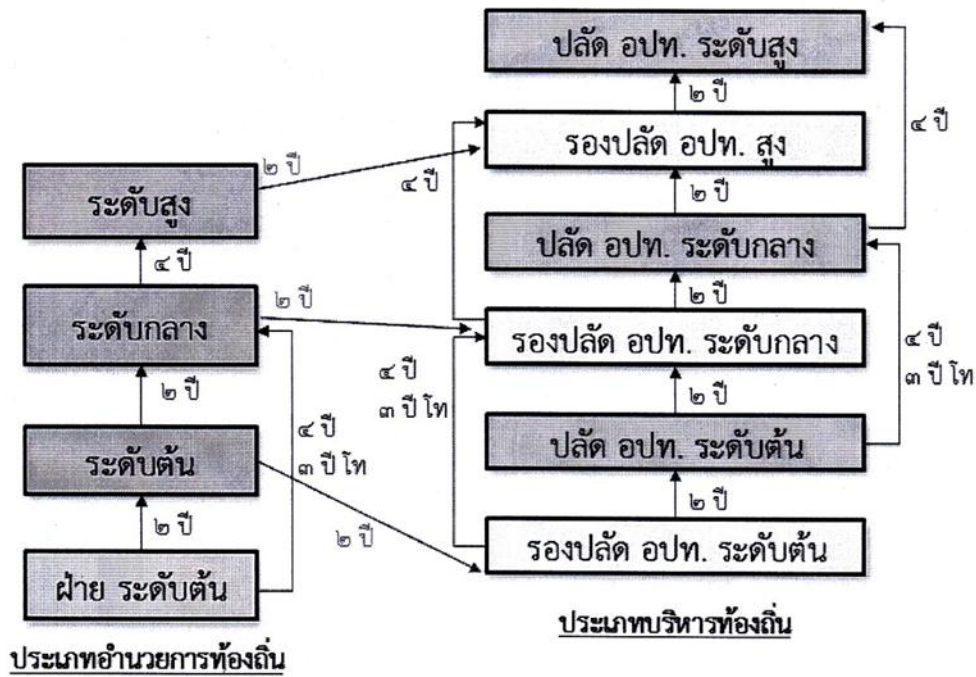 ปลัด อปท. ระดับสูง
๒ ปี
๔ ปี
รองปลัด อปท. สูง
๒ ปี
๔ ปี
ระดับสูง
๒ ปี
ปลัด อปท. ระดับกลาง
๔ ปี
๒ ปี
ระดับกลาง
๒ ปี
รองปลัด อปท. ระดับกลาง
๔ ปี
๓ ปี โท
๔ ปี
๓ ปี โท
๒ ปี
๒ ปี
ระดับต้น
๔ ปี
๓ ปี โท
ปลัด อปท. ระดับต้น
๒ ปี
๒ ปี
๒ ปี
รองปลัด อปท. ระดับต้น
ฝ่าย ระดับต้น
ประเภทบริหารท้องถิ่น
ประเภทอำนวยการท้องถิ่น